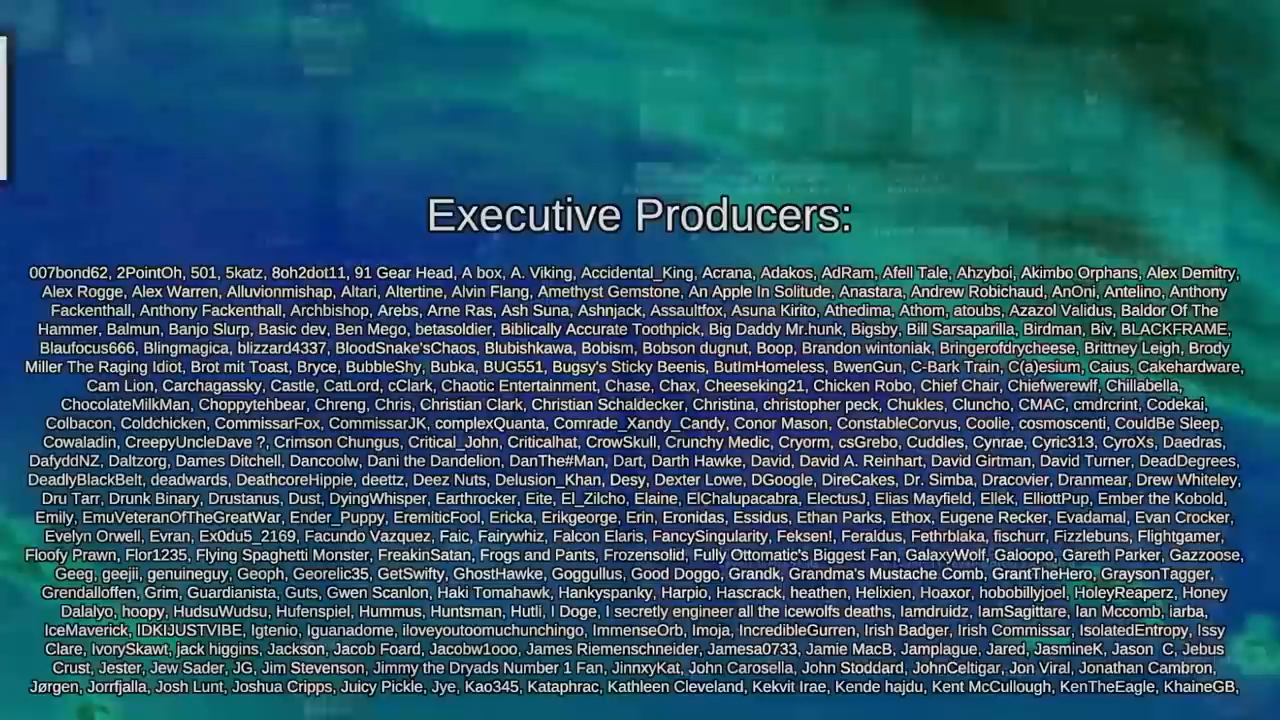 Executive Producers:
007bond62, 2PointOh, 501, 5katz, 8oh2dot11, 91 Gear Head, A box, A. Viking, Accidental_King, Acrana, Adakos, AdRam, Afell Tale, Ahzyboi, Akimbo Orphans, Alex Demitry,
Alex Rogge, Alex Warren, Alluvionmishap, Altari, Altertine, Alvin Flang, Amethyst Gemstone, An Apple In Solitude, Anastara, Andrew Robichaud, AnOni, Antelino, Anthony
Fackenthall, Anthony Fackenthall, Archbishop, Arebs, Arne Ras, Ash Suna, Ashnjack, Assaultfox, Asuna Kirito, Athedima, Athom, atoubs, Azazol Validus, Baldor Of The
Hammer, Balmun, Banjo Slurp, Basic dev, Ben Mego, betasoldier, Biblically Accurate Toothpick, Big Daddy Mr.hunk, Bigsby, Bill Sarsaparilla, Birdman, Biv, BLACKFRAME,
Blaufocus666, Blingmagica, blizzard4337, BloodSnake'sChaos, Blubishkawa, Bobism, Bobson dugnut, Boop, Brandon wintoniak, Bringerofdrycheese, Brittney Leigh, Brody
Miller The Raging Idiot, Brot mit Toast, Bryce, BubbleShy, Bubka, BUG551, Bugsy's Sticky Beenis, ButImHomeless, BwenGun, C-Bark Train, C(a)esium, Caius, Cakehardware,
Cam Lion, Carchagassky, Castle, CatLord, cClark, Chaotic Entertainment, Chase, Chax, Cheeseking21, Chicken Robo, Chief Chair, Chiefwerewlf, Chillabella,
ChocolateMilkMan, Choppytehbear, Chreng, Chris, Christian Clark, Christian Schaldecker, Christina, christopher peck, Chukles, Cluncho, CMAC, cmdrcrint, Codekai,
Colbacon, Coldchicken, CommissarFox, CommissarJK, complexQuanta, Comrade_Xandy_Candy, Conor Mason, ConstableCorvus, Coolie, cosmoscenti, CouldBe Sleep,
Cowaladin, CreepyUncleDave ?, Crimson Chungus, Critical_John, Criticalhat, CrowSkull, Crunchy Medic, Cryorm, csGrebo, Cuddles, Cynrae, Cyric313, CyroXs, Daedras,
DafyddNZ, Daltzorg, Dames Ditchell, Dancoolw, Dani the Dandelion, DanThe#Man, Dart, Darth Hawke, David, David A. Reinhart, David Girtman, David Turner, DeadDegrees,
DeadlyBlackBelt, deadwards, DeathcoreHippie, deettz, Deez Nuts, Delusion_Khan, Desy, Dexter Lowe, DGoogle, DireCakes, Dr. Simba, Dracovier, Dranmear, Drew Whiteley,
Dru Tarr, Drunk Binary, Drustanus, Dust, DyingWhisper, Earthrocker, Eite, El_Zilcho, Elaine, ElChalupacabra, ElectusJ, Elias Mayfield, Ellek, ElliottPup, Ember the Kobold,
Emily, EmuVeteranOfTheGreatWar, Ender_Puppy, EremiticFool, Ericka, Erikgeorge, Erin, Eronidas, Essidus, Ethan Parks, Ethox, Eugene Recker, Evadamal, Evan Crocker,
Evelyn Orwell, Evran, Ex0du5_2169, Facundo Vazquez, Faic, Fairywhiz, Falcon Elaris, FancySingularity, Feksen!, Feraldus, Fethrblaka, fischurr, Fizzlebuns, Flightgamer,
Floofy Prawn, Flor1235, Flying Spaghetti Monster, FreakinSatan, Frogs and Pants, Frozensolid, Fully Ottomatic's Biggest Fan, GalaxyWolf, Galoopo, Gareth Parker, Gazzoose,
Geeg, geejii, genuineguy, Geoph, Georelic35, GetSwifty, GhostHawke, Goggullus, Good Doggo, Grandk, Grandma's Mustache Comb, GrantTheHero, GraysonTagger,
Grendalloffen, Grim, Guardianista, Guts, Gwen Scanlon, Haki Tomahawk, Hankyspanky, Harpio, Hascrack, heathen, Helixien, Hoaxor, hobobillyjoel, HoleyReaperz, Honey
Dalalyo, hoopy, HudsuWudsu, Hufenspiel, Hummus, Huntsman, Hutli, I Doge, I secretly engineer all the icewolfs deaths, Iamdruidz, IamSagittare, Ian Mccomb, iarba,
IceMaverick, IDKIJUSTVIBE, Igtenio, Iguanadome, iloveyoutoomuchunchingo, ImmenseOrb, Imoja, IncredibleGurren, Irish Badger, Irish Commissar, IsolatedEntropy, Issy
Clare, IvorySkawt, jack higgins, Jackson, Jacob Foard, Jacobw1ooo, James Riemenschneider, Jamesa0733, Jamie MacB, Jamplague, Jared, JasmineK, Jason  C, Jebus
Crust, Jester, Jew Sader, JG, Jim Stevenson, Jimmy the Dryads Number 1 Fan, JinnxyKat, John Carosella, John Stoddard, JohnCeltigar, Jon Viral, Jonathan Cambron,
Jørgen, Jorrfjalla, Josh Lunt, Joshua Cripps, Juicy Pickle, Jye, Kao345, Kataphrac, Kathleen Cleveland, Kekvit Irae, Kende hajdu, Kent McCullough, KenTheEagle, KhaineGB,